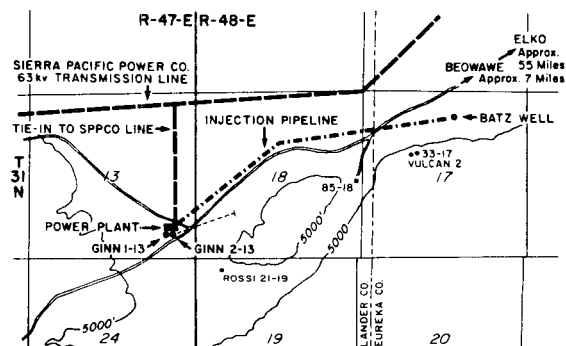 R-47-E R-48-E
ELKO
Approx.
55 Miles
BEOWAWE
Approx. 7 Miles
SIERRA PACIFIC POWER CO.
63kv TRANSMISSION LINE
TIE-IN TO SPPCO LINE
INJECTION PIPELINE
BATZ WELL
T
31
N
13
18
33-17
VULCAN 2
17
85-18
POWER PLANT
GINN 1-13
GINN 2-13
5000'
5000'
ROSSI 21-19
5000'
24
19
LANDER CO.
EUREKA CO.
20